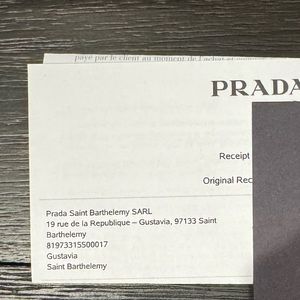 payé par le client au moment de l'achat
PRADA
Receipt
Original Rec
Prada Saint Barthelemy SARL
19 rue de la Republique – Gustavia, 97133 Saint
Barthelemy
81973315500017
Gustavia
Saint Barthelemy